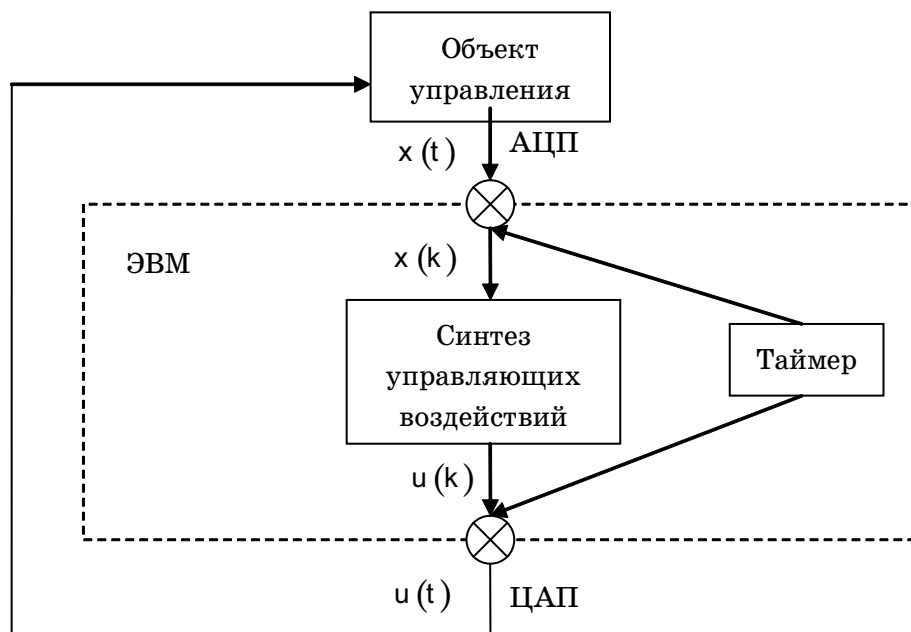 Объект
управления
x (t)
АЦП
ЭВМ
x (k)
Синтез
управляющих
воздействий
Таймер
u (k)
u (t)
ЦАП